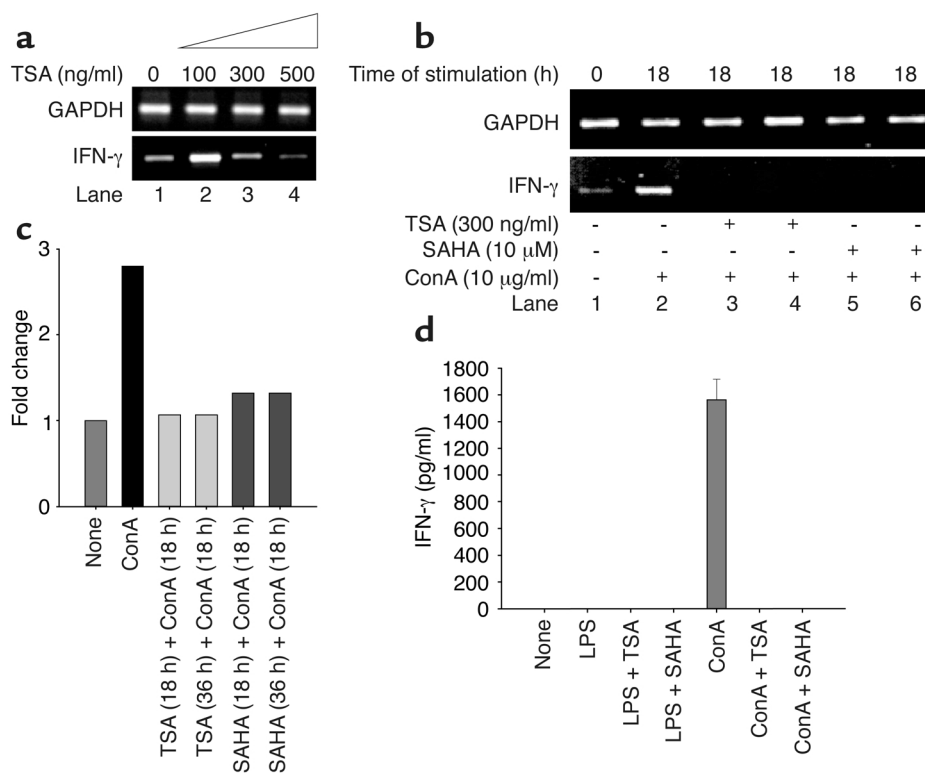 a
TSA (ng/ml) 0 100 300 500
GAPDH
IFN-γ
Lane 1 2 3 4
b
Time of stimulation (h) 0 18 18 18 18 18
GAPDH
IFN-γ
TSA (300 ng/ml) - - + + - -
SAHA (10 μM) - - - - + +
ConA (10 μg/ml) - + + + + +
Lane 1 2 3 4 5 6
c
Fold change
3
2
1
0
None
ConA
TSA (18 h) + ConA (18 h)
TSA (36 h) + ConA (18 h)
SAHA (18 h) + ConA (18 h)
SAHA (36 h) + ConA (18 h)
d
IFN-γ (pg/ml)
1800
1600
1400
1200
1000
800
600
400
200
0
None
LPS
LPS + TSA
LPS + SAHA
ConA
ConA + TSA
ConA + SAHA